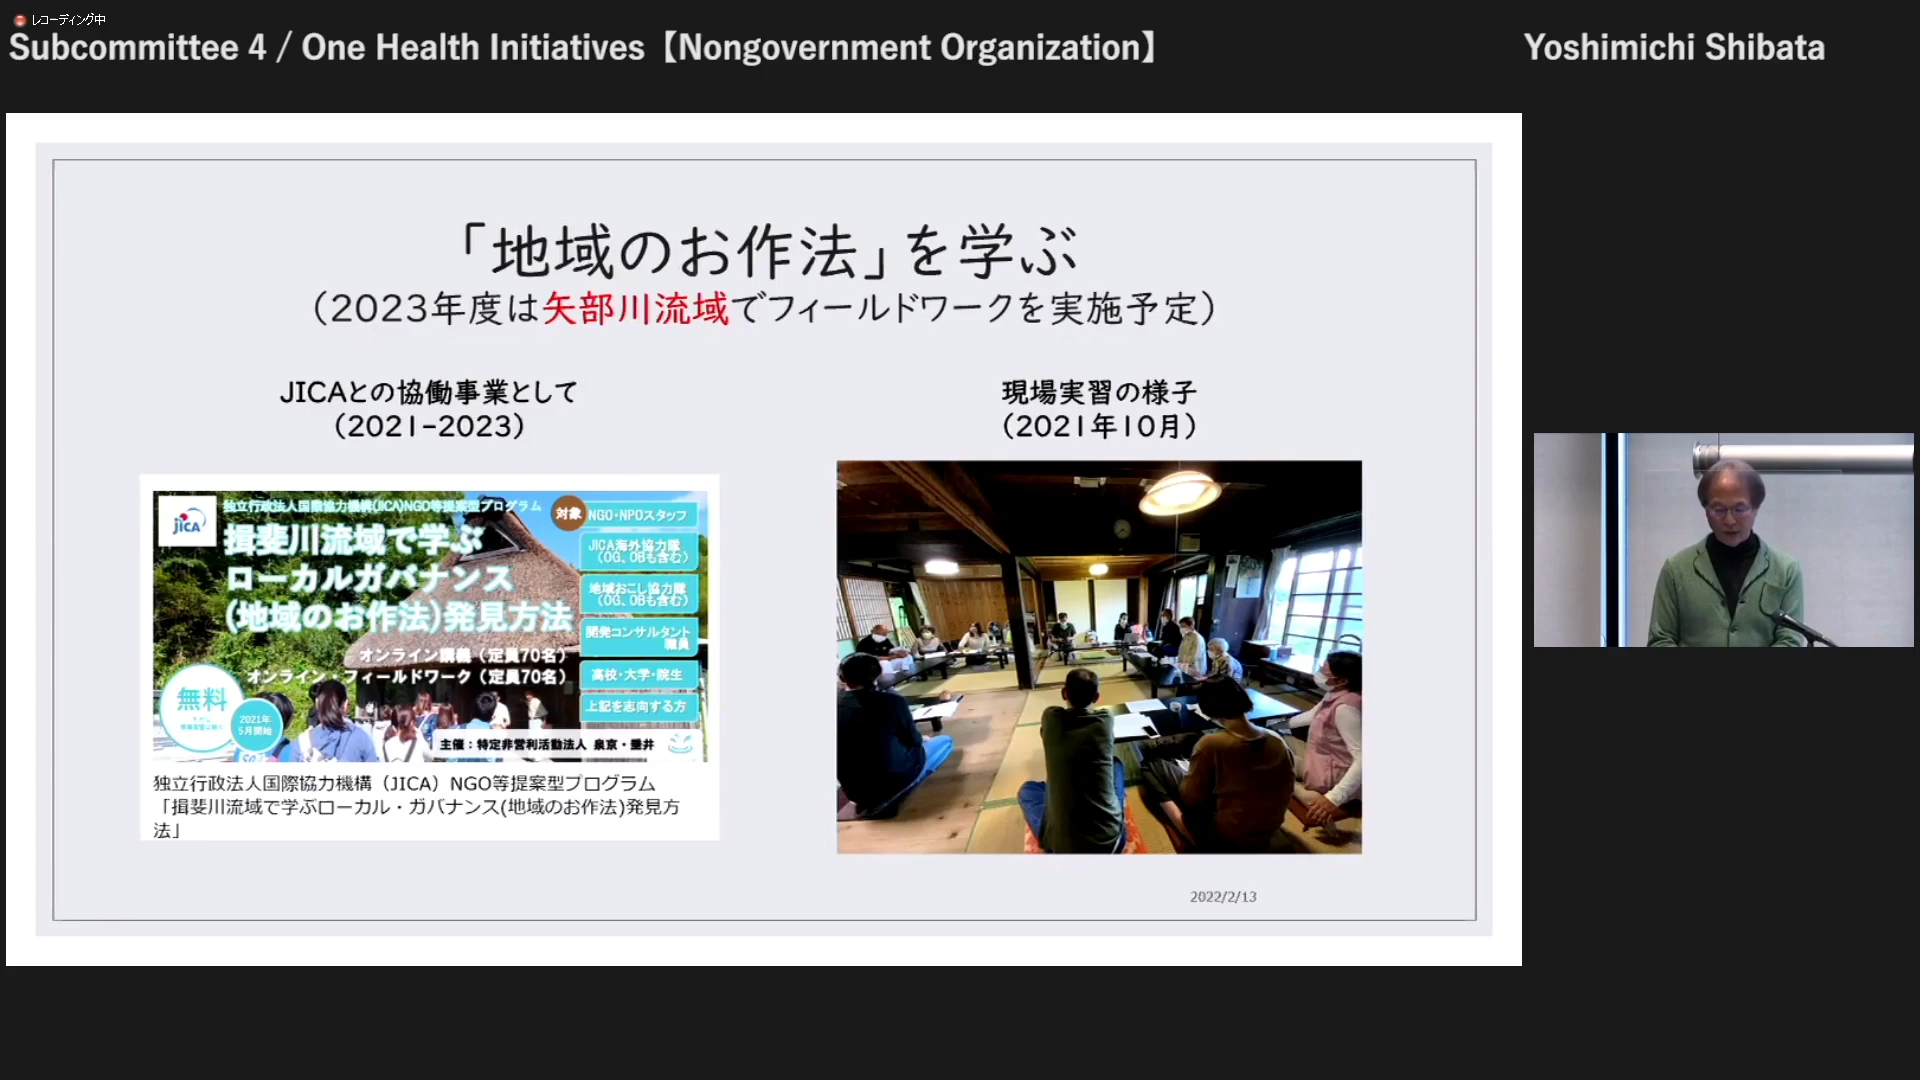 レコーディング中
Subcommittee 4 / One Health Initiatives【Nongovernment Organization】
Yoshimichi Shibata
「地域のお作法」を学ぶ
（2023年度は矢部川流域でフィールドワークを実施予定）
JICAとの協働事業として
（2021-2023）
現場実習の様子
（2021年10月）
jICA
独立行政法人国際協力機構(JICA)NGO等提案型プログラム
揖斐川流域で学ぶ
ローカルガバナンス
(地域のお作法)発見方法
オンライン講義（定員70名）
オンライン・フィールドワーク（定員70名）
対象
NGO・NPOスタッフ
JICA海外協力隊
（OG、OBも含む）
地域おこし協力隊
（OG、OBも含む）
開発コンサルタント
職員
高校・大学・院生
上記を志向する方
無料
2021年
5月開始
主催：特定非営利活動法人 泉京・垂井
独立行政法人国際協力機構（JICA）NGO等提案型プログラム
「揖斐川流域で学ぶローカル・ガバナンス(地域のお作法)発見方
法」
2022/2/13